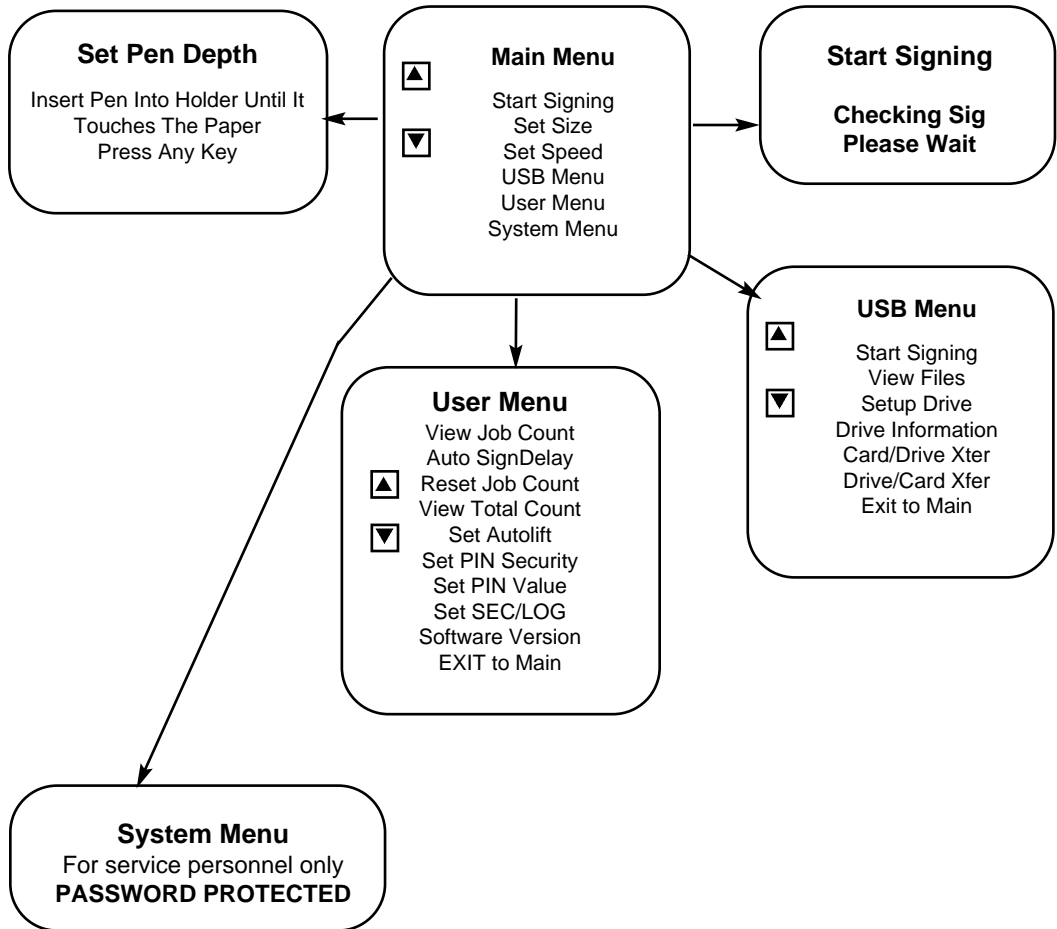 Set Pen Depth
Insert Pen Into Holder Until It
Touches The Paper
Press Any Key
Main Menu
Start Signing
Set Size
Set Speed
USB Menu
User Menu
System Menu
Start Signing
Checking Sig
Please Wait
USB Menu
Start Signing
View Files
Setup Drive
Drive Information
Card/Drive Xter
Drive/Card Xfer
Exit to Main
User Menu
View Job Count
Auto SignDelay
Reset Job Count
View Total Count
Set Autolift
Set PIN Security
Set PIN Value
Set SEC/LOG
Software Version
EXIT to Main
System Menu
For service personnel only
PASSWORD PROTECTED